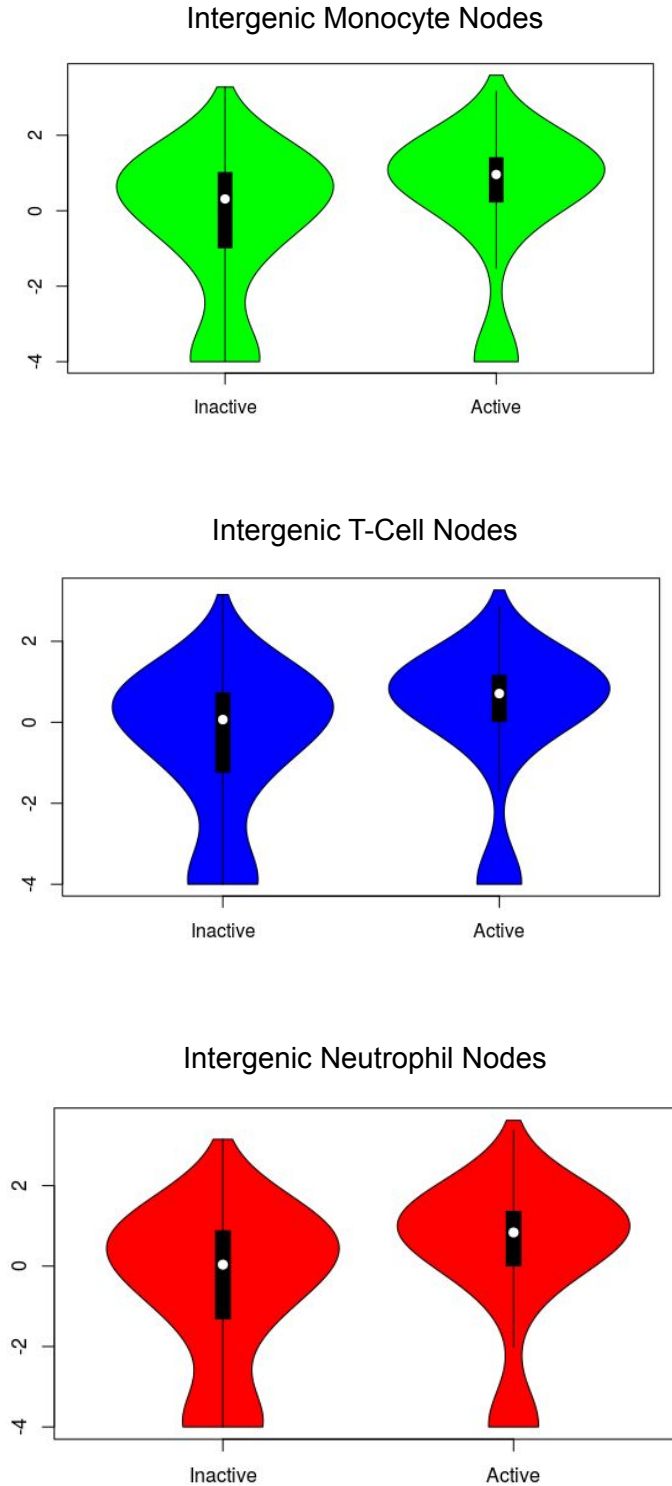 Intergenic Monocyte Nodes
2
0
-2
-4
Inactive Active
Intergenic T-Cell Nodes
2
0
-2
-4
Inactive Active
Intergenic Neutrophil Nodes
2
0
-2
-4
Inactive Active